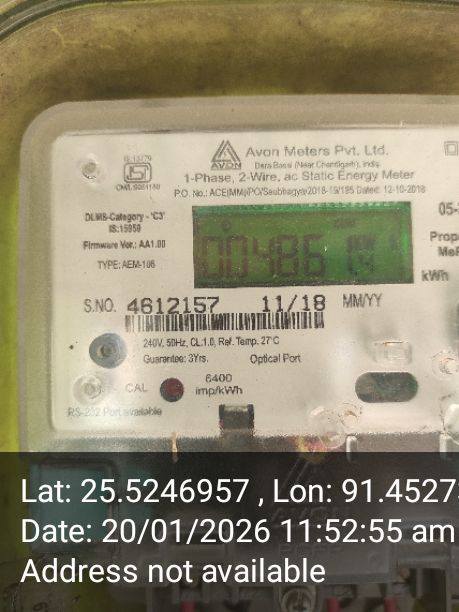 IS:13779
Avon Meters Pvt. Ltd.
AVON
Dera Bassi (Near Chandigarh), India
1-Phase, 2-Wire, ac Static Energy Meter
P.O. No.: ACE(MM)/PO/Saubhagya/2018-19/185 Dated: 12-10-2018
DLMS-Category - 'C3'
IS:15959
Firmware Ver.: AA1.00
TYPE: AEM-106
00486
05-
Prope
kWh
S.NO. 4612157 11/18 MM/YY
240V, 50Hz, CL:1.0, Ref. Temp. 27°C
Guarantee: 3Yrs. Optical Port
CAL 6400
imp/kWh
RS-232 Port available
Lat: 25.5246957 , Lon: 91.4527
Date: 20/01/2026 11:52:55 am
Address not available